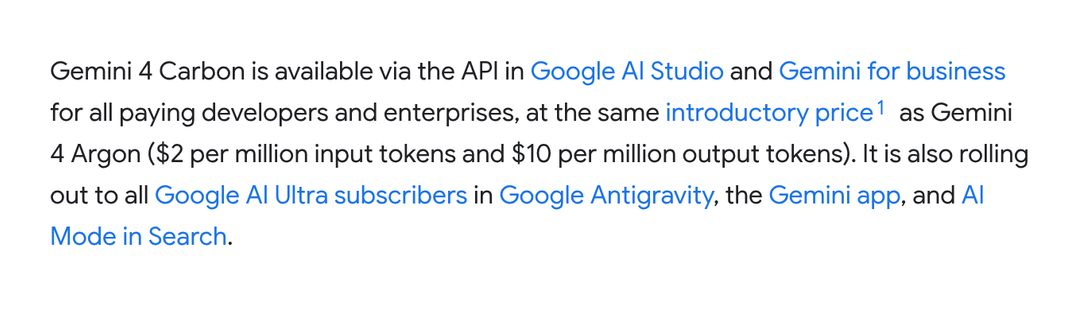 Gemini 4 Carbon is available via the API in Google AI Studio and Gemini for business
for all paying developers and enterprises, at the same introductory price1 as Gemini
4 Argon ($2 per million input tokens and $10 per million output tokens). It is also rolling
out to all Google AI Ultra subscribers in Google Antigravity, the Gemini app, and AI
Mode in Search.